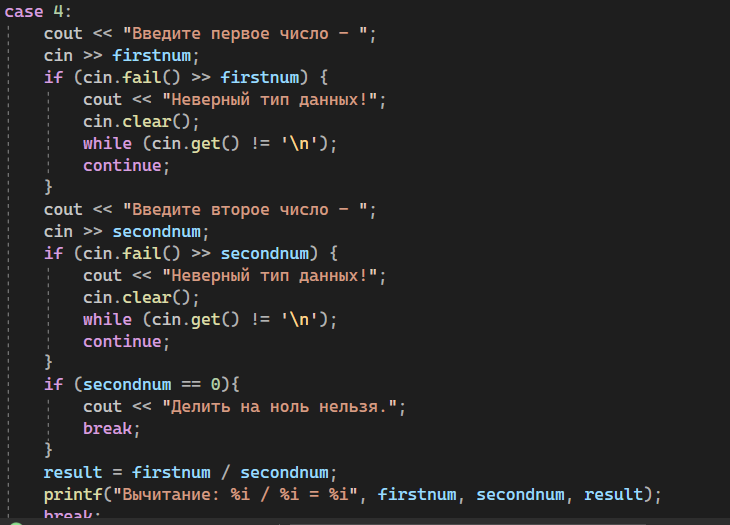 case 4:
cout << "Введите первое число - ";
cin >> firstnum;
if (cin.fail() >> firstnum) {
cout << "Неверный тип данных!";
cin.clear();
while (cin.get() != '\n');
continue;
}
cout << "Введите второе число - ";
cin >> secondnum;
if (cin.fail() >> secondnum) {
cout << "Неверный тип данных!";
cin.clear();
while (cin.get() != '\n');
continue;
}
if (secondnum == 0){
cout << "Делить на ноль нельзя.";
break;
}
result = firstnum / secondnum;
printf("Вычитание: %i / %i = %i", firstnum, secondnum, result);
break;